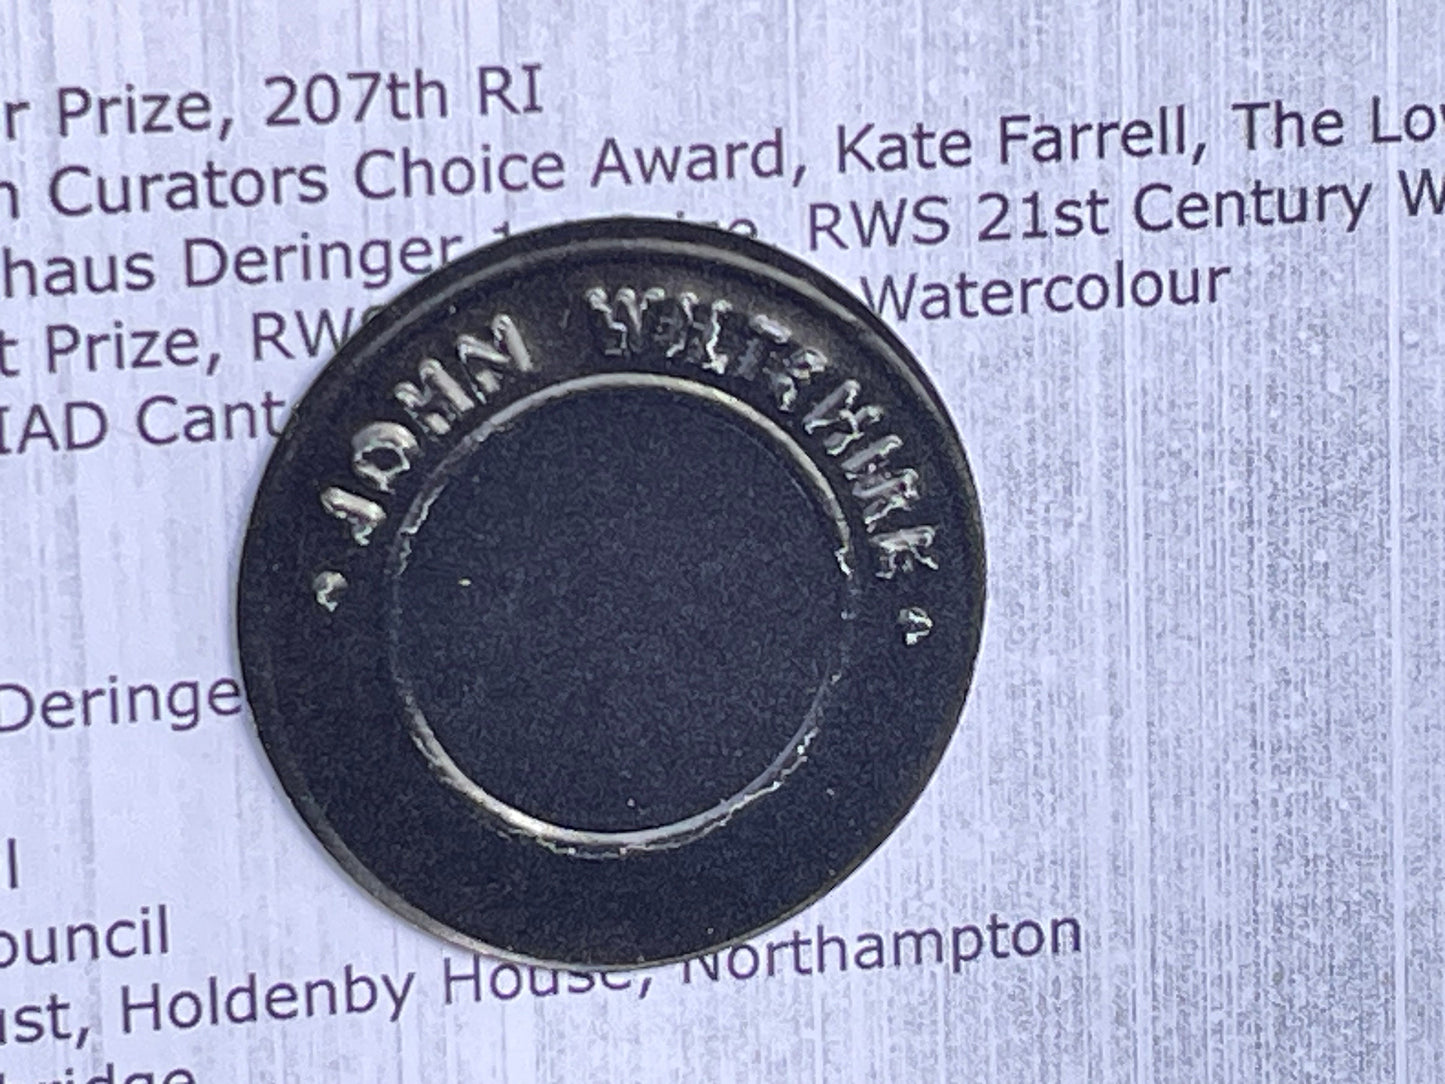 r Prize, 207th RI
Curators Choice Award, Kate Farrell, The Lo
haus Deringer RWS 21st Century W
t Prize, Watercolour
IAD Cant
JOHN
Deringe
I
ouncil
ust, Holdenby House, Northampton